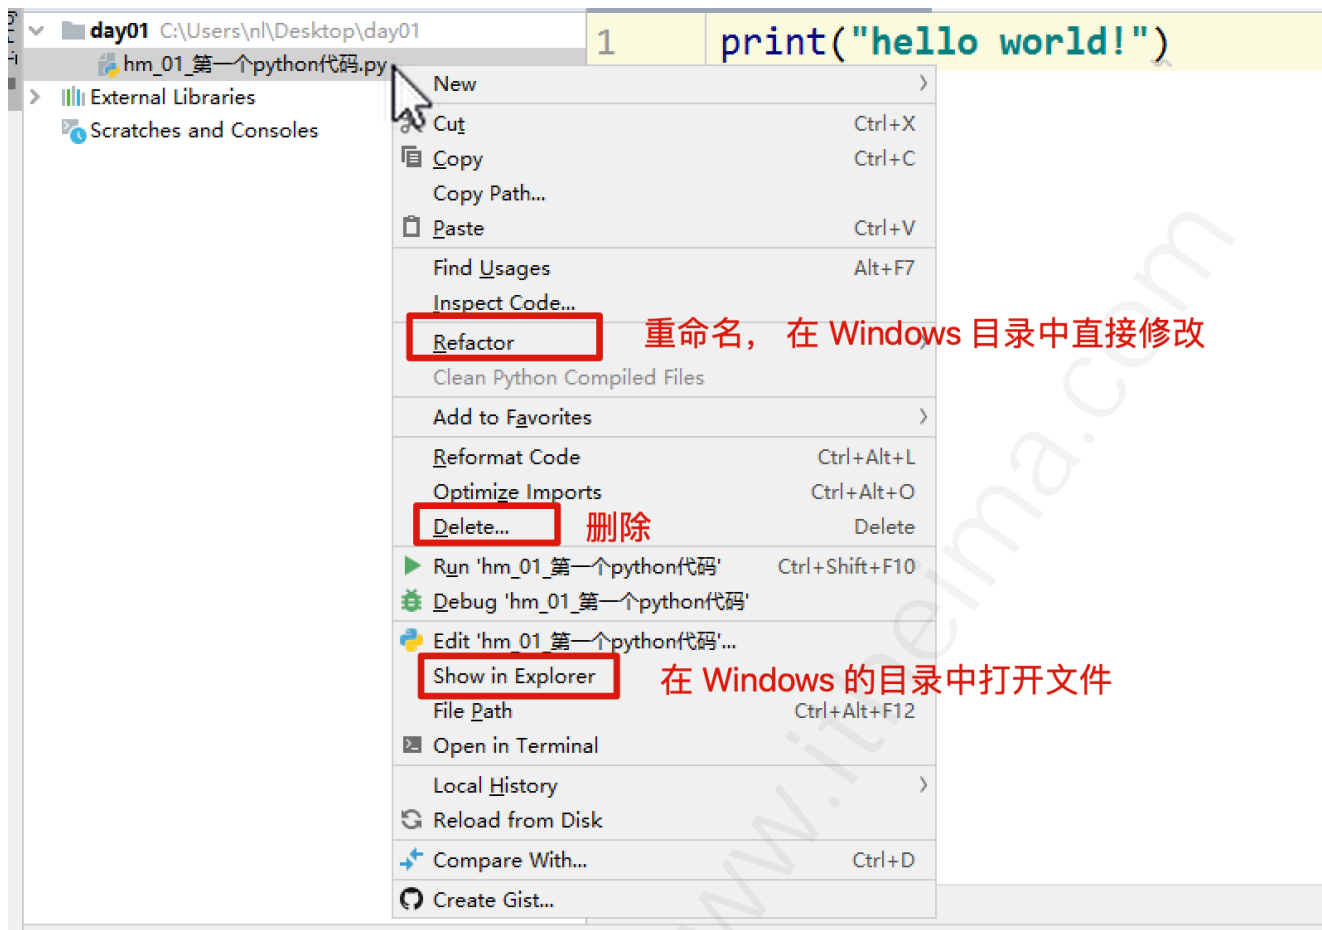 day01 C:\Users\nl\Desktop\day01
hm_01_第一个python代码.py
External Libraries
Scratches and Consoles
1 print("hello world!")
New
Cut Ctrl+X
Copy Ctrl+C
Copy Path...
Paste Ctrl+V
Find Usages Alt+F7
Inspect Code...
Refactor 重命名， 在 Windows 目录中直接修改
Clean Python Compiled Files
Add to Favorites
Reformat Code Ctrl+Alt+L
Optimize Imports Ctrl+Alt+O
Delete... 删除 Delete
Run 'hm_01_第一个python代码' Ctrl+Shift+F10
Debug 'hm_01_第一个python代码'
Edit 'hm_01_第一个python代码'...
Show in Explorer 在 Windows 的目录中打开文件
File Path Ctrl+Alt+F12
Open in Terminal
Local History
Reload from Disk
Compare With... Ctrl+D
Create Gist...
www.itheima.com